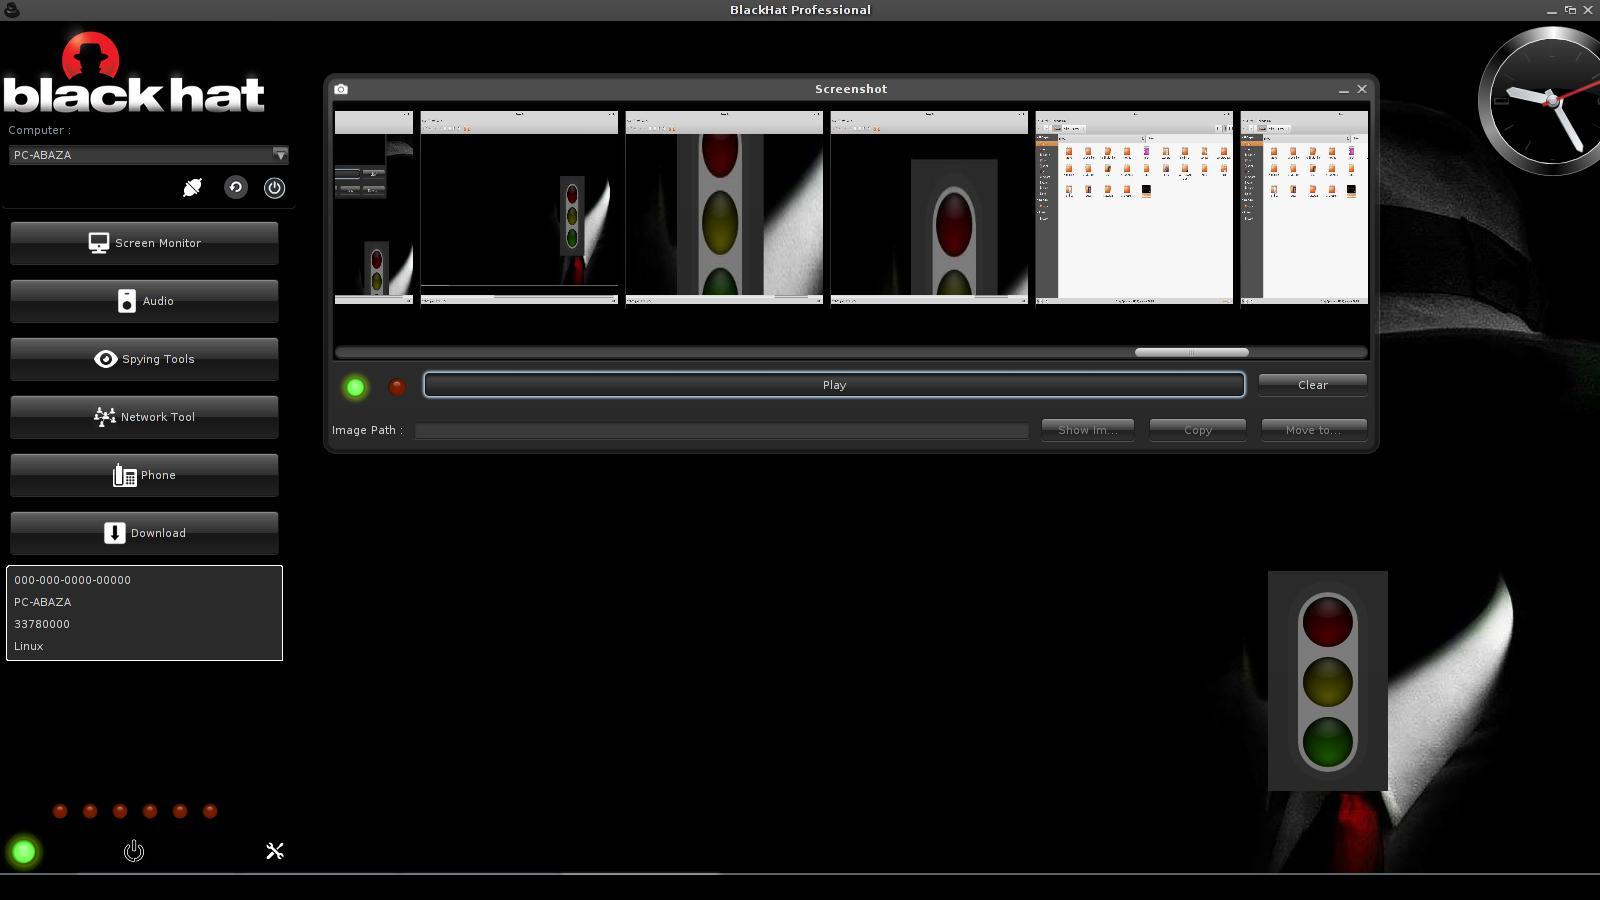 BlackHat Professional
black hat
Computer :
PC-ABAZA
Screen Monitor
Audio
Spying Tools
Network Tool
Phone
Download
000-000-0000-00000
PC-ABAZA
33780000
Linux
Screenshot
Play
Clear
Image Path :
Show Im...
Copy
Move to...